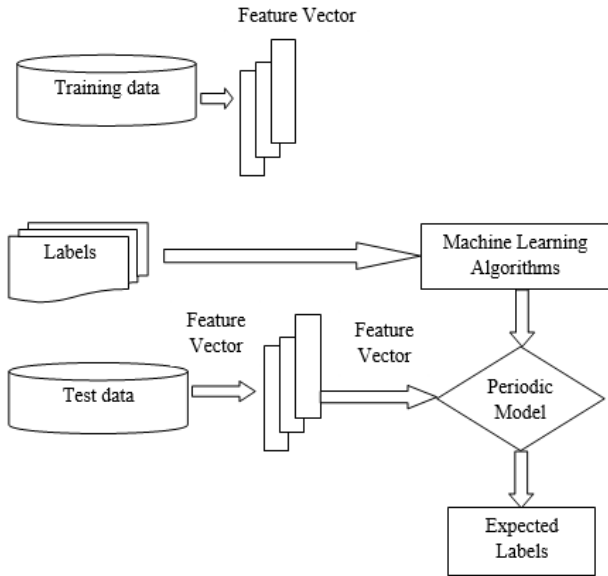 Feature Vector
Training data
Labels
Machine Learning
Algorithms
Feature
Vector
Feature
Vector
Test data
Periodic
Model
Expected
Labels